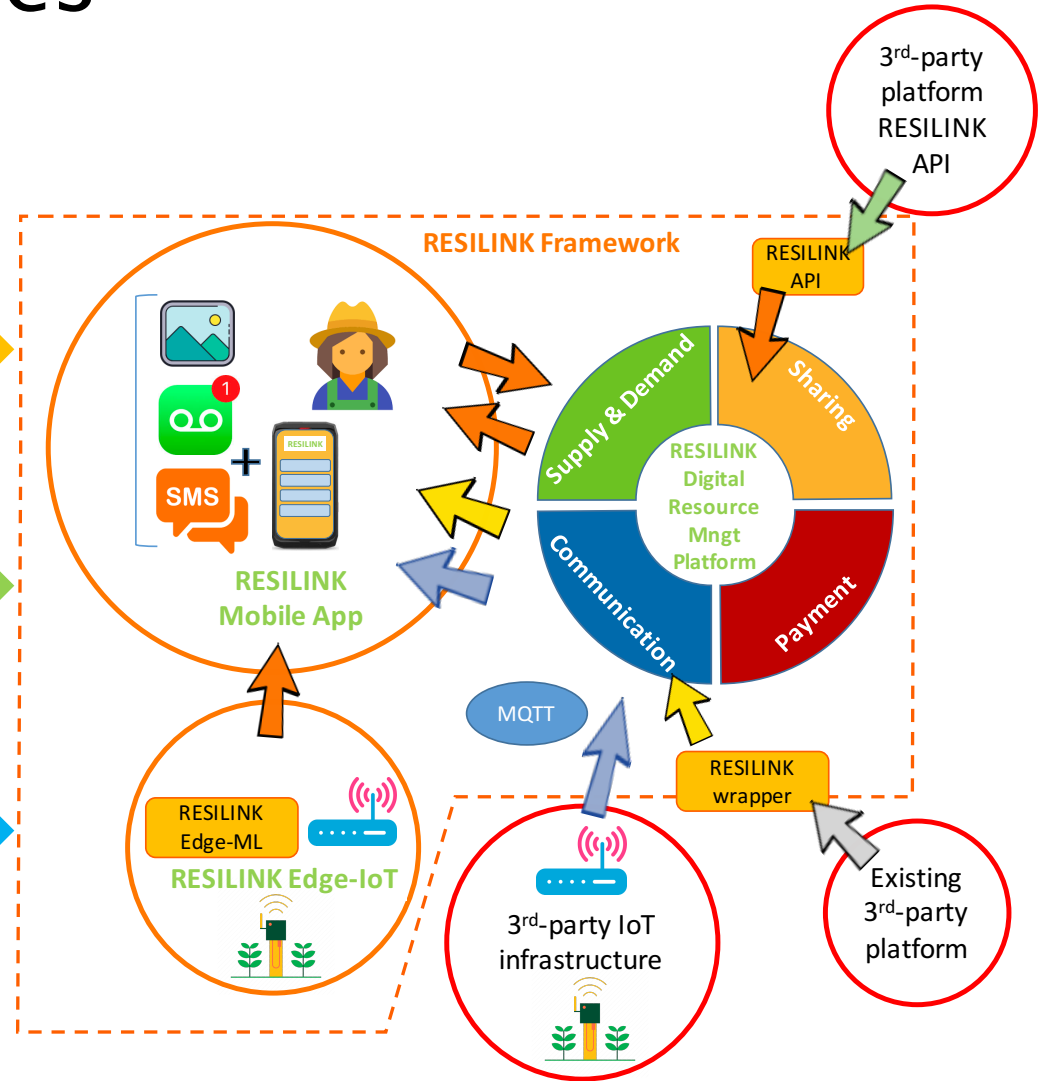 ces
3rd-party
platform
RESILINK
API
RESILINK Framework
RESILINK
API
1
SMS
+
RESILINK
RESILINK
Mobile App
Supply & Demand
Sharing
RESILINK
Digital
Resource
Mngt
Platform
Communication
Payment
MQTT
RESILINK
wrapper
RESILINK
Edge-ML
RESILINK Edge-IoT
3rd-party IoT
infrastructure
Existing
3rd-party
platform